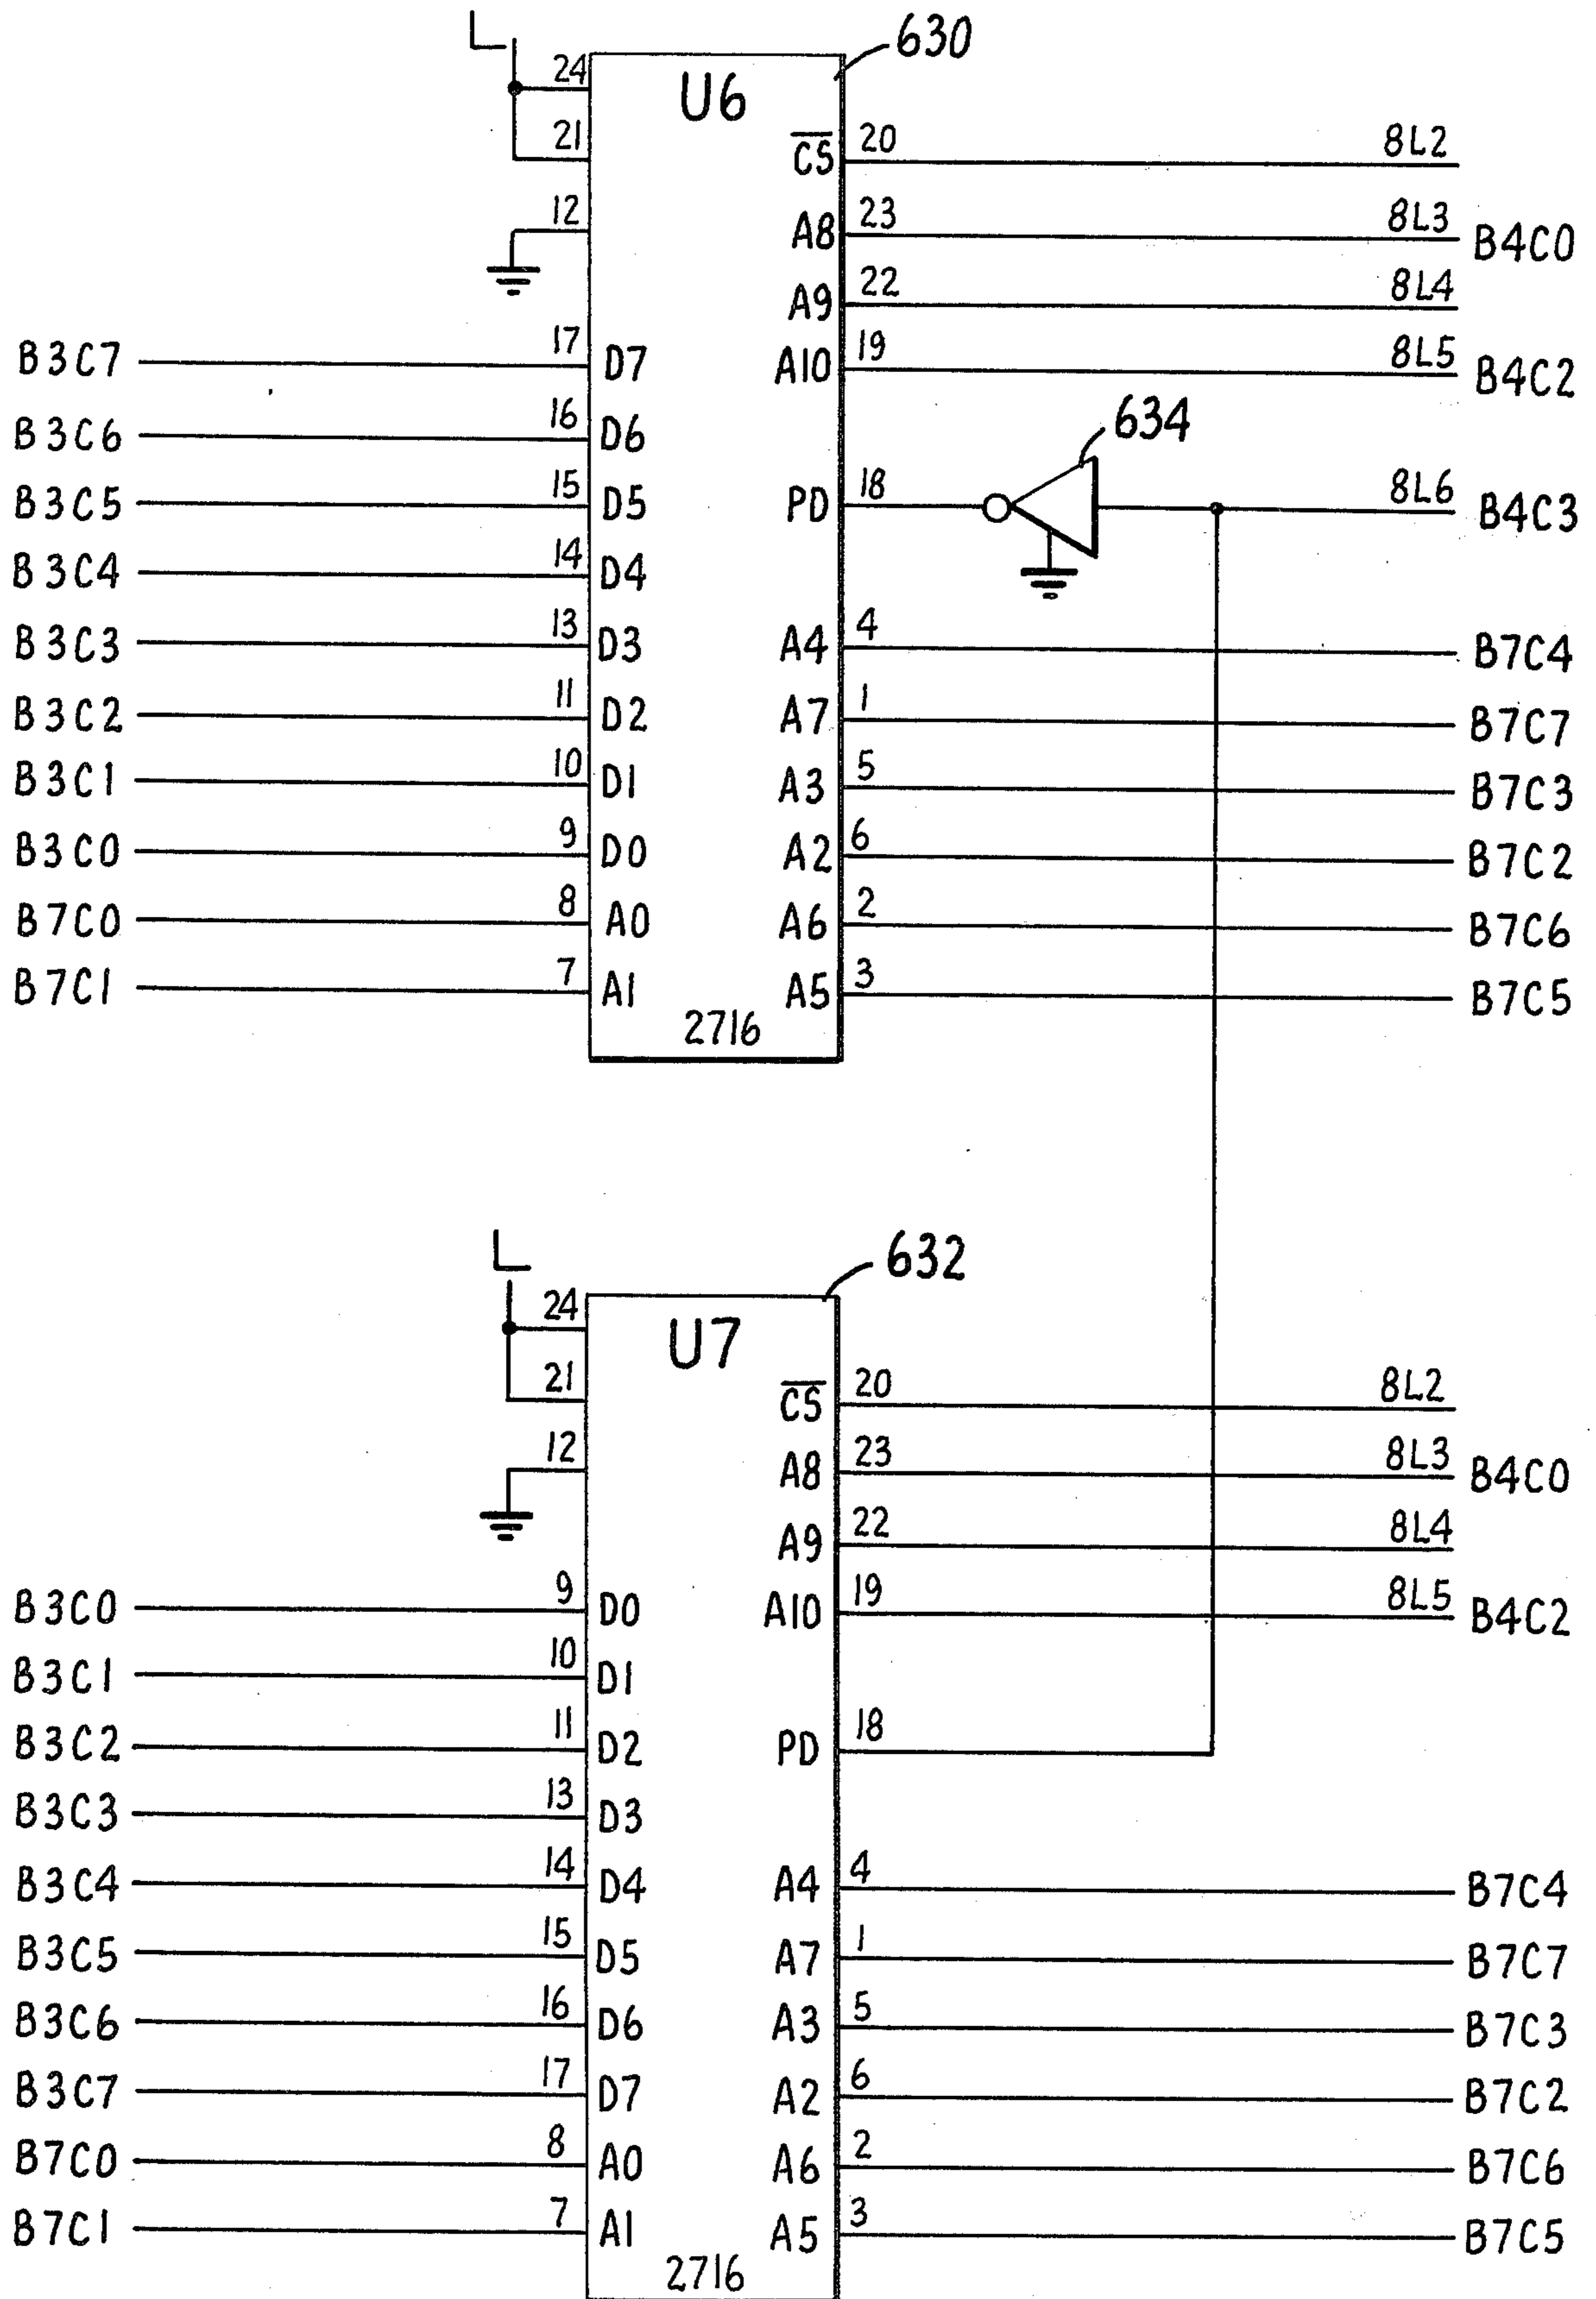 L
630
24
U6
21
C̅S̅ 20 8L2
12
A8 23 8L3 B4C0
A9 22 8L4
B3C7 17 D7
A10 19 8L5 B4C2
634
B3C6 16 D6
B3C5 15 D5
PD 18 8L6 B4C3
B3C4 14 D4
B3C3 13 D3
A4 4 B7C4
B3C2 11 D2
A7 1 B7C7
B3C1 10 D1
A3 5 B7C3
B3C0 9 D0
A2 6 B7C2
B7C0 8 A0
A6 2 B7C6
B7C1 7 A1
A5 3 B7C5
2716
L
632
24
U7
21
C̅S̅ 20 8L2
12
A8 23 8L3 B4C0
A9 22 8L4
B3C0 9 D0
A10 19 8L5 B4C2
B3C1 10 D1
B3C2 11 D2
PD 18
B3C3 13 D3
B3C4 14 D4
A4 4 B7C4
B3C5 15 D5
A7 1 B7C7
B3C6 16 D6
A3 5 B7C3
B3C7 17 D7
A2 6 B7C2
B7C0 8 A0
A6 2 B7C6
B7C1 7 A1
A5 3 B7C5
2716